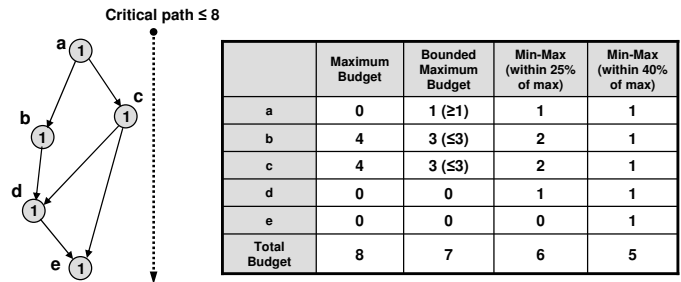 Critical path ≤ 8
a
1
c
1
b
1
d
1
e
1
Maximum Budget
Bounded Maximum Budget
Min-Max (within 25% of max)
Min-Max (within 40% of max)
a 0 1 (≥1) 1 1
b 4 3 (≤3) 2 1
c 4 3 (≤3) 2 1
d 0 0 1 1
e 0 0 0 1
Total Budget 8 7 6 5